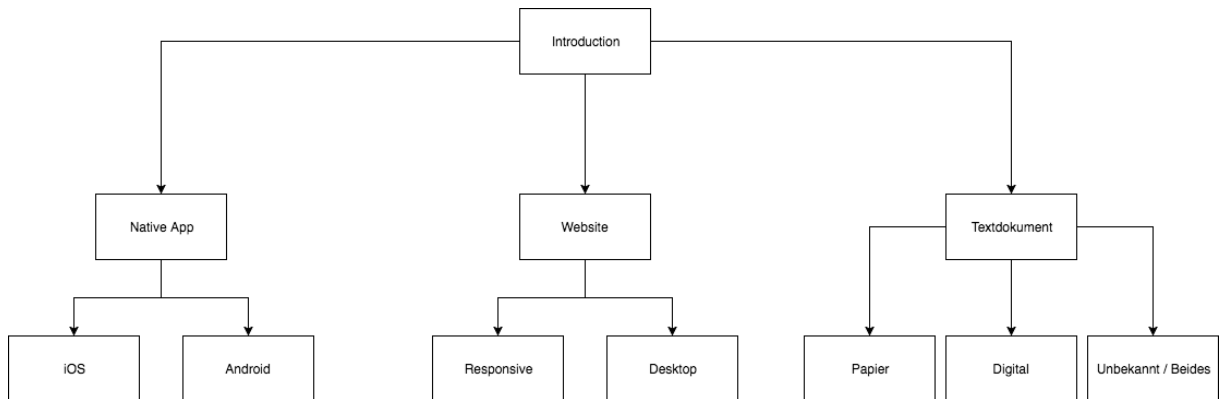 Introduction
Native App
Website
Textdokument
iOS
Android
Responsive
Desktop
Papier
Digital
Unbekannt / Beides